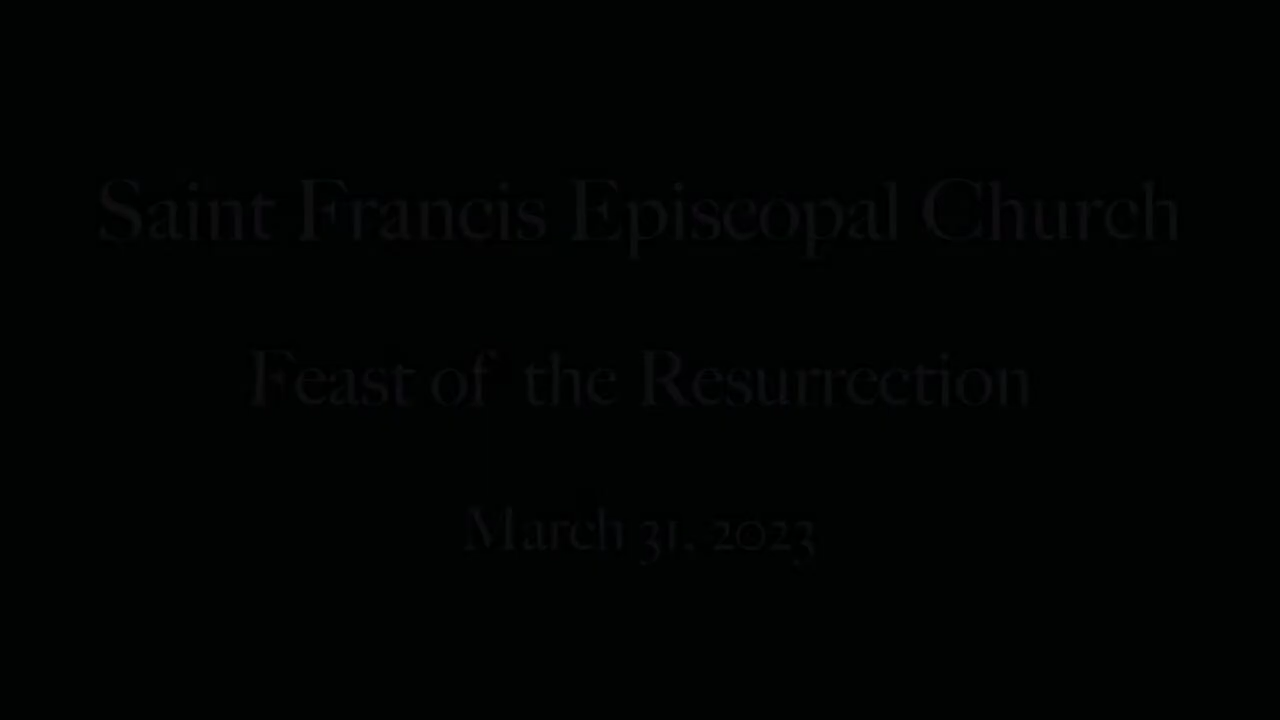 Saint Francis Episcopal Church
Feast of the Resurrection
March 31, 2023